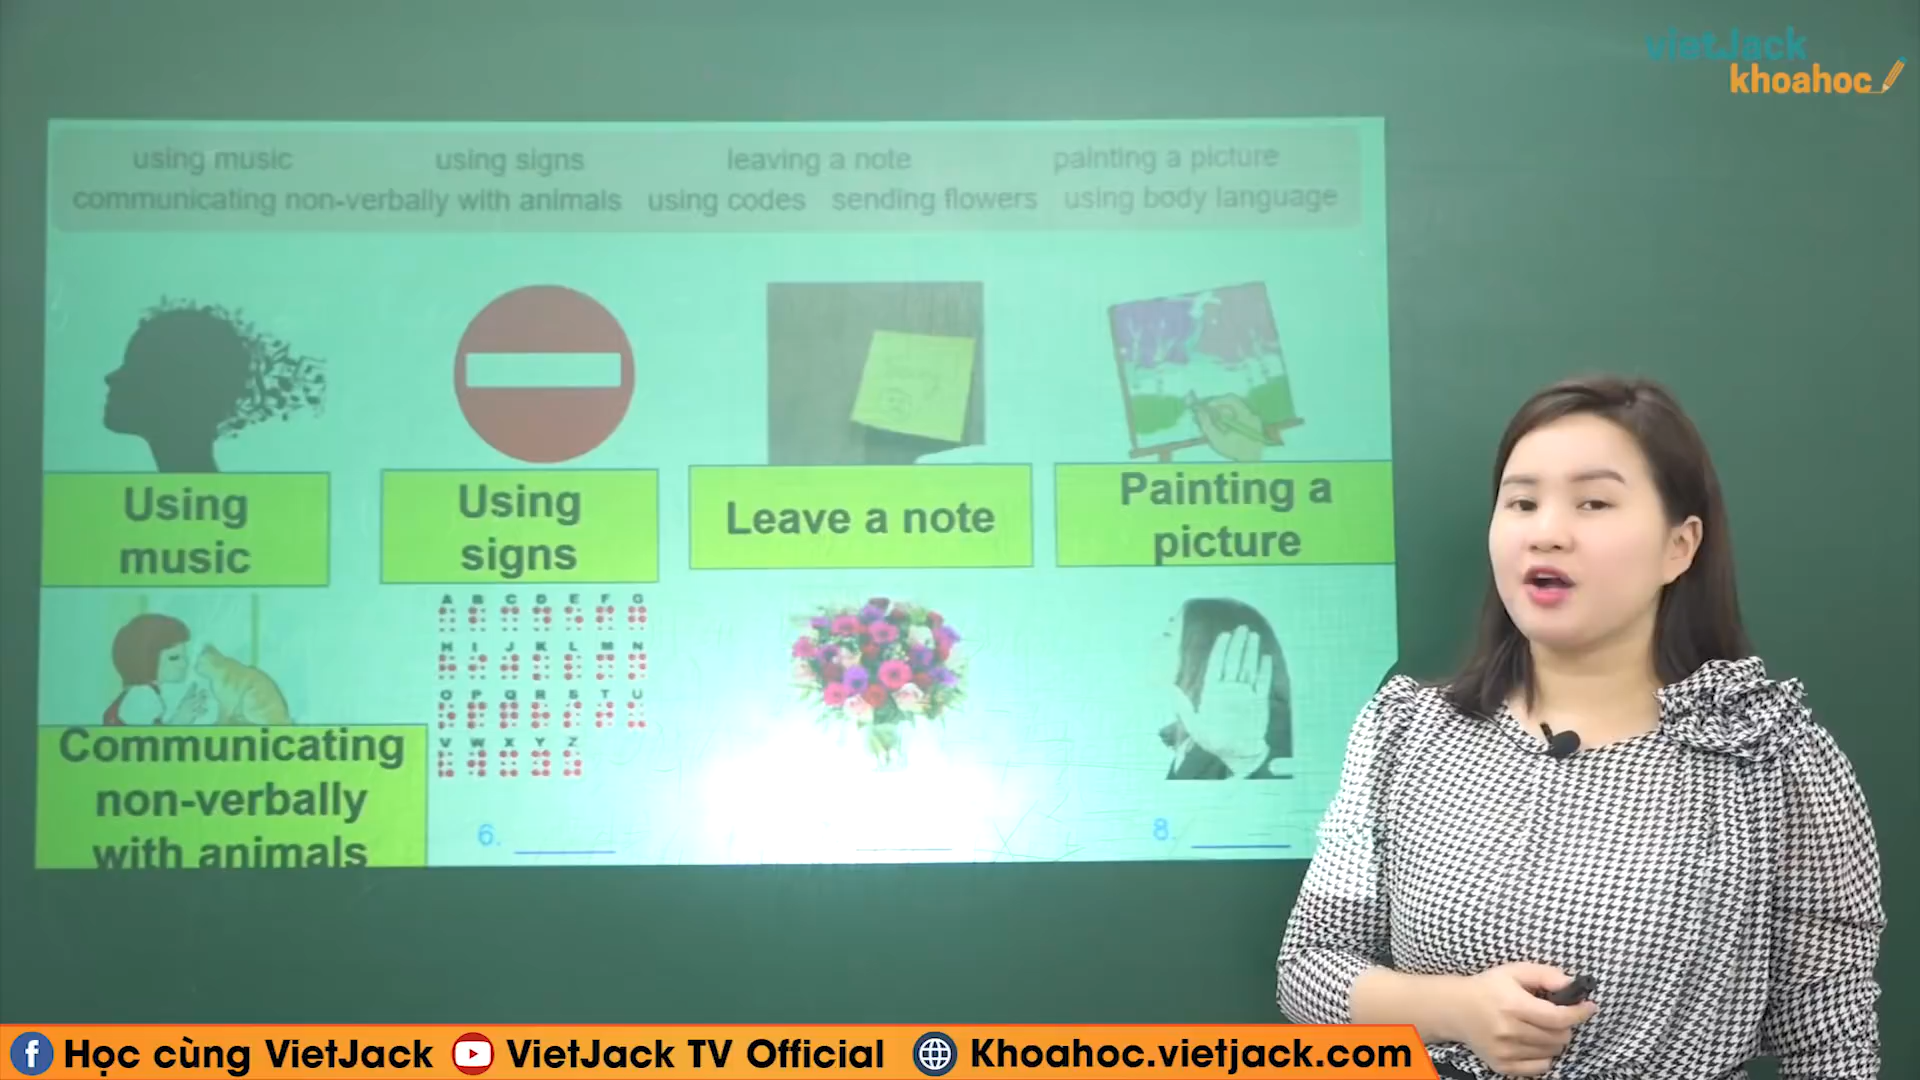 vietJack
khoahoc
using music using signs leaving a note painting a picture
communicating non-verbally with animals using codes sending flowers using body language
Using
music
Using
signs
Leave a note
Painting a
picture
A B C D E F G
H I J K L M N
O P Q R S T U
V W X Y Z
Communicating
non-verbally
with animals
6.
8.
Học cùng VietJack VietJack TV Official Khoahoc.vietjack.com